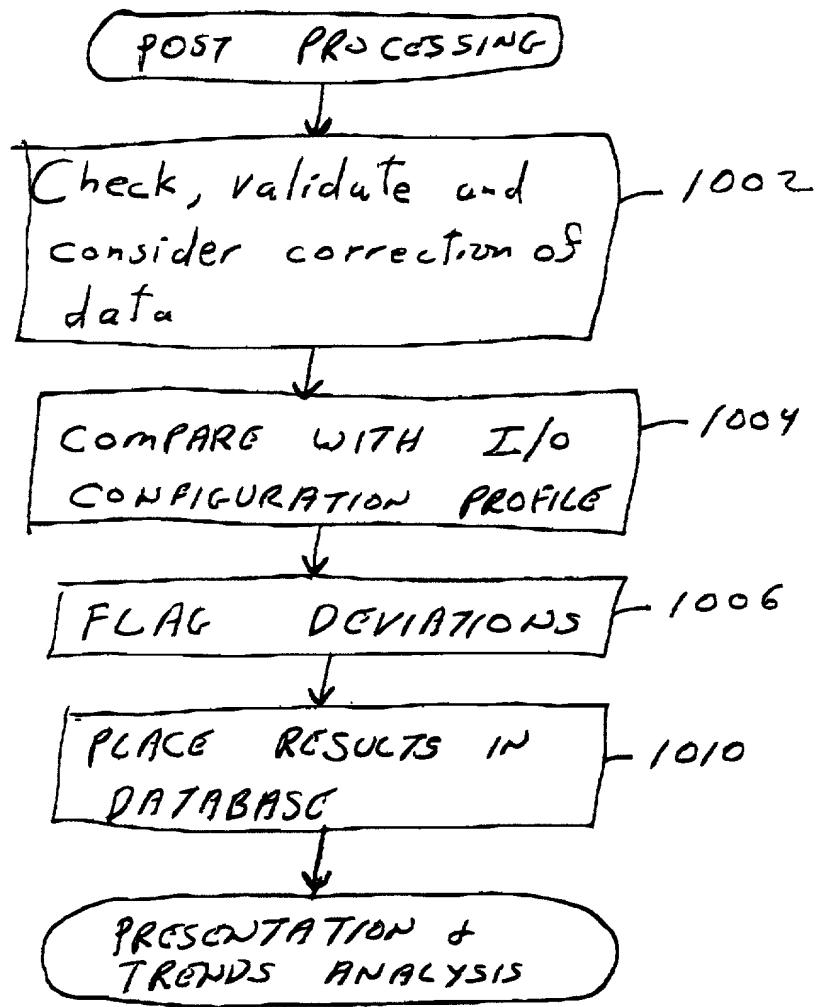 POST PROCESSING
Check, validate and
consider correction of
data
1002
COMPARE WITH I/O
CONFIGURATION PROFILE
1004
FLAG DEVIATIONS
1006
PLACE RESULTS IN
DATABASE
1010
PRESENTATION &
TRENDS ANALYSIS